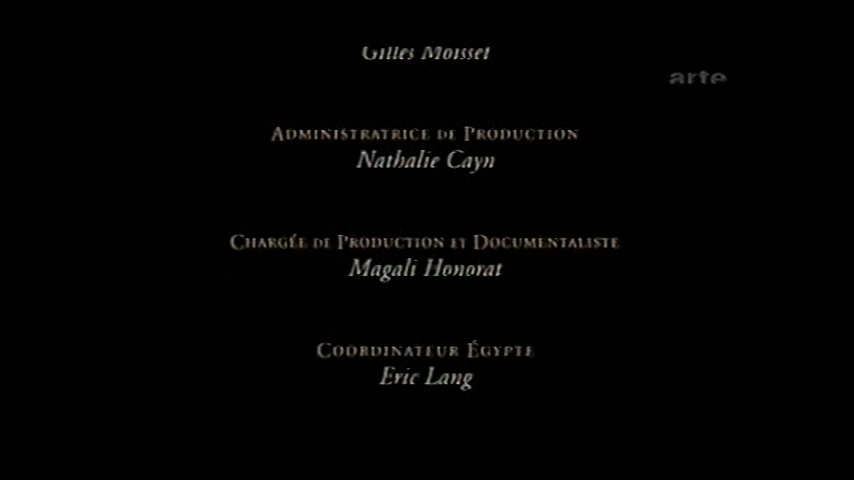 Gilles Moisset
arte
Administratrice de Production
Nathalie Cayn
Chargée de Production et Documentaliste
Magali Honorat
Coordinateur Égypte
Eric Lang